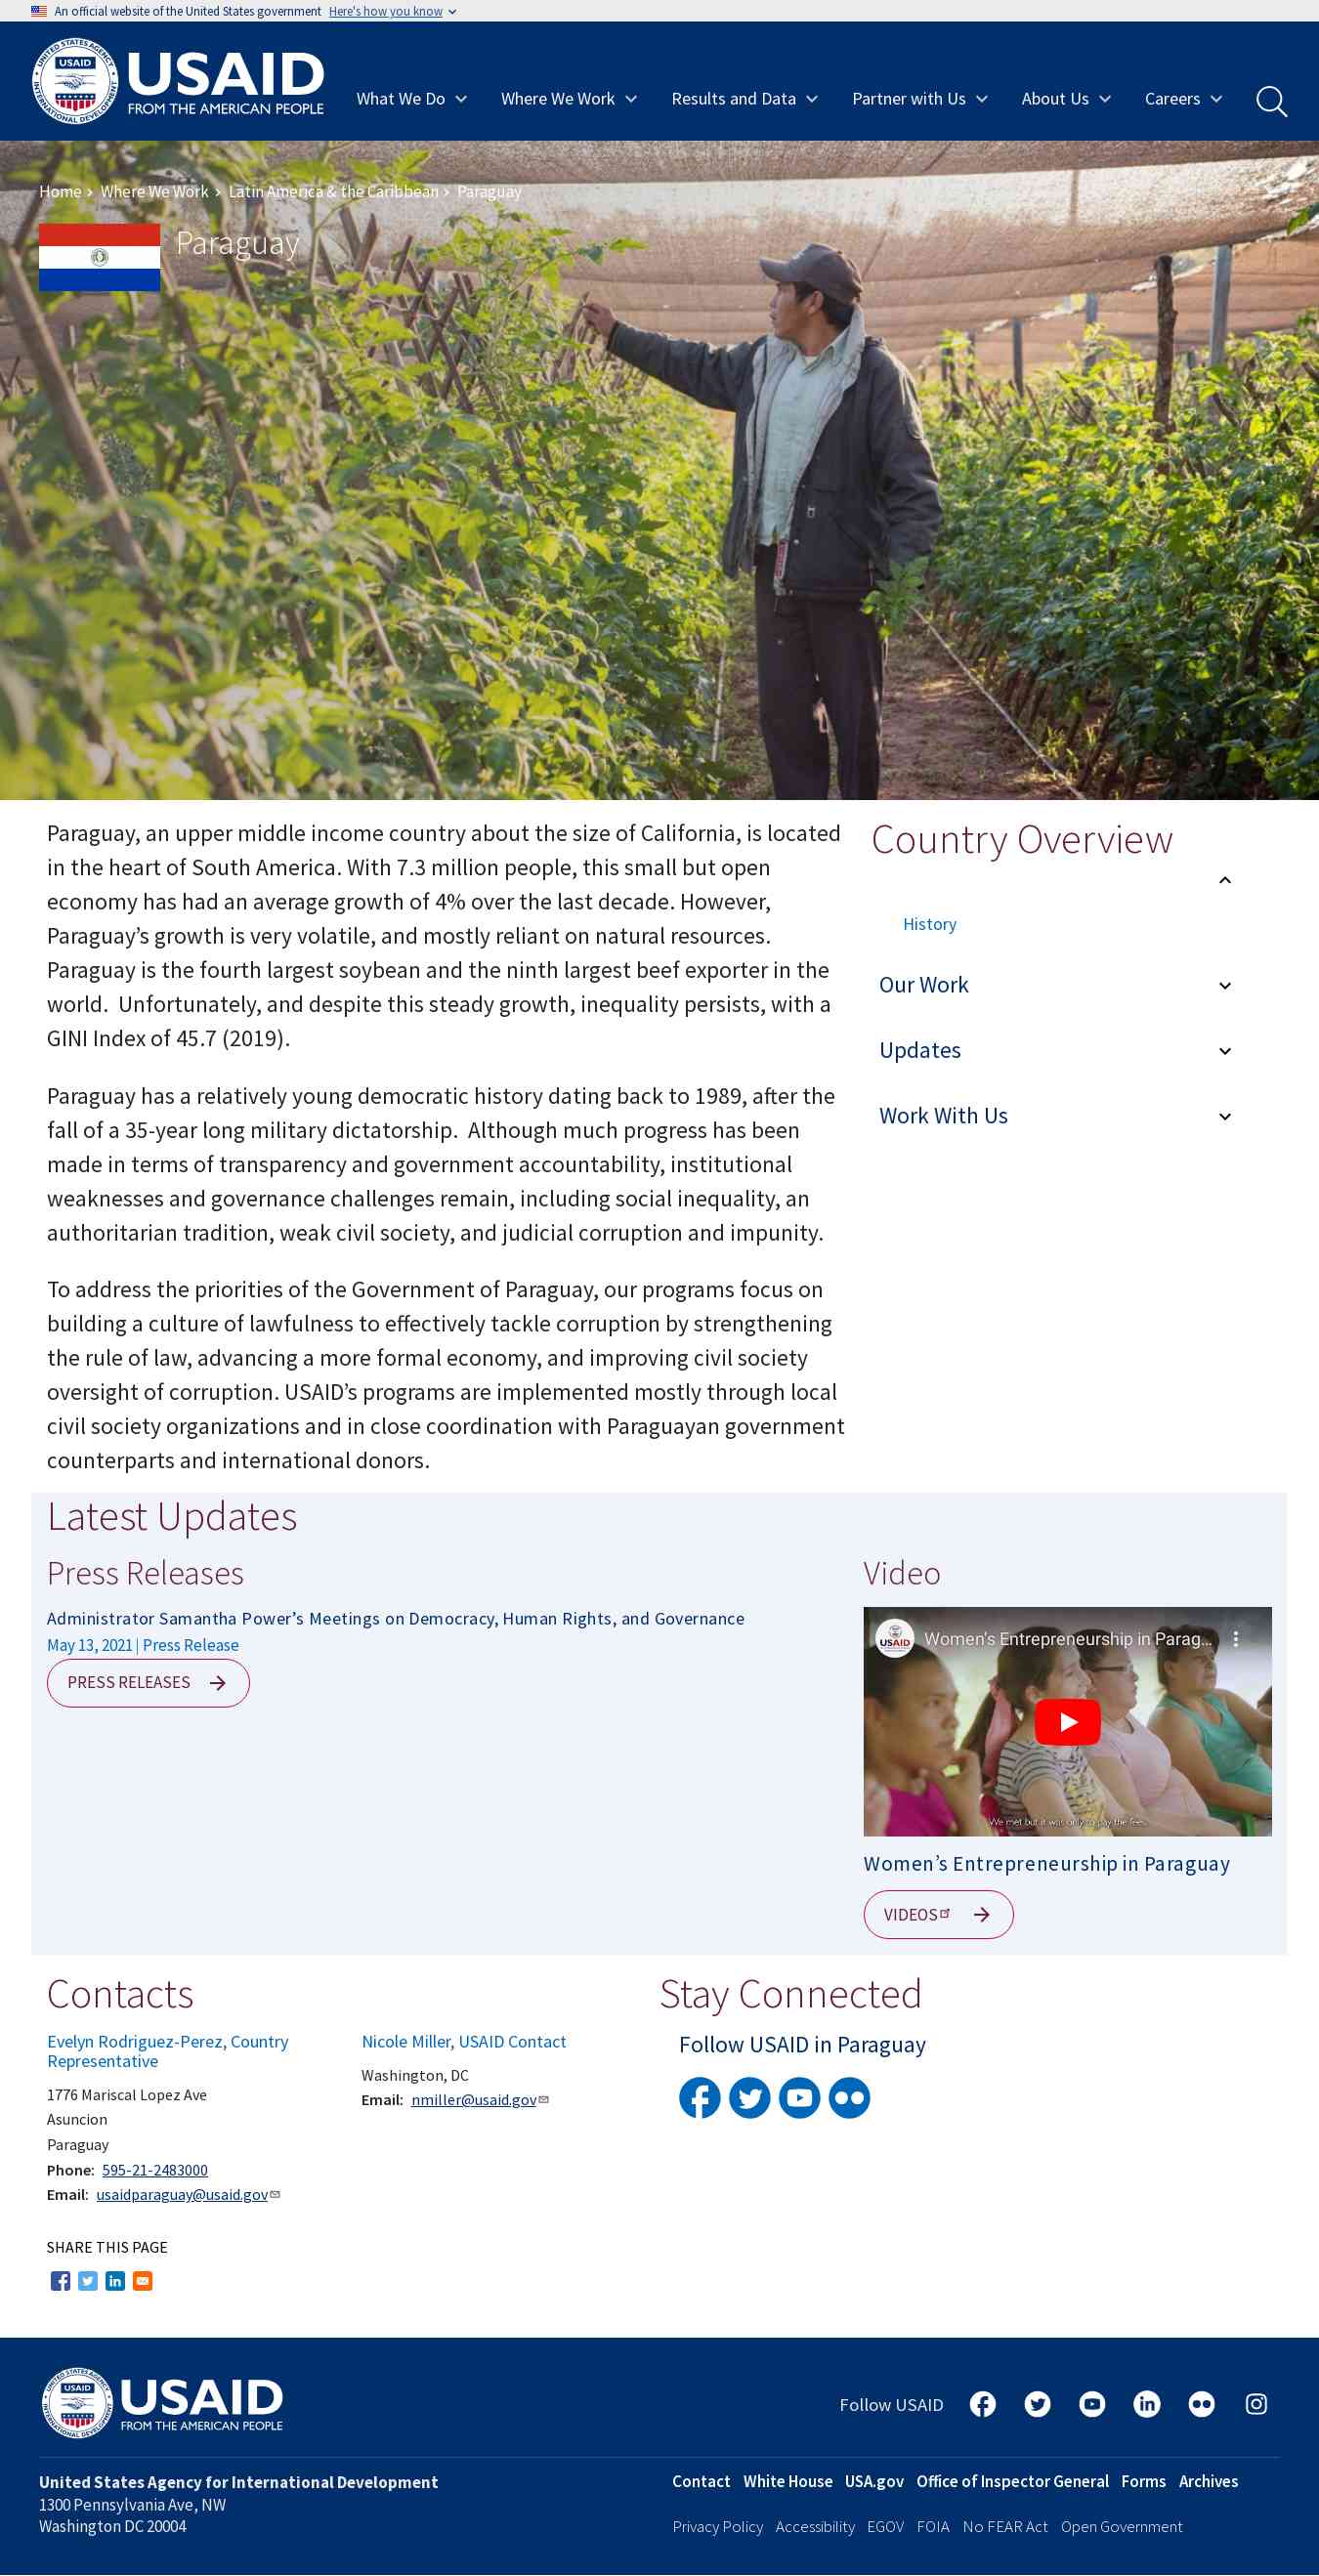 An official website of the United States government Here's how you know
USAID
FROM THE AMERICAN PEOPLE
What We Do
Where We Work
Results and Data
Partner with Us
About Us
Careers
Home
Where We Work
Latin America & the Caribbean
Paraguay
Paraguay
Paraguay, an upper middle income country about the size of California, is located
in the heart of South America. With 7.3 million people, this small but open
economy has had an average growth of 4% over the last decade. However,
Paraguay’s growth is very volatile, and mostly reliant on natural resources.
Paraguay is the fourth largest soybean and the ninth largest beef exporter in the
world.  Unfortunately, and despite this steady growth, inequality persists, with a
GINI Index of 45.7 (2019).
Paraguay has a relatively young democratic history dating back to 1989, after the
fall of a 35-year long military dictatorship.  Although much progress has been
made in terms of transparency and government accountability, institutional
weaknesses and governance challenges remain, including social inequality, an
authoritarian tradition, weak civil society, and judicial corruption and impunity.
To address the priorities of the Government of Paraguay, our programs focus on
building a culture of lawfulness to effectively tackle corruption by strengthening
the rule of law, advancing a more formal economy, and improving civil society
oversight of corruption. USAID’s programs are implemented mostly through local
civil society organizations and in close coordination with Paraguayan government
counterparts and international donors.
Country Overview
History
Our Work
Updates
Work With Us
Latest Updates
Press Releases
Administrator Samantha Power’s Meetings on Democracy, Human Rights, and Governance
May 13, 2021 | Press Release
PRESS RELEASES
Video
USAID
Women's Entrepreneurship in Parag...
We met but it was only to pay the fees.
Women’s Entrepreneurship in Paraguay
VIDEOS
Contacts
Evelyn Rodriguez-Perez, Country
Representative
1776 Mariscal Lopez Ave
Asuncion
Paraguay
Phone: 595-21-2483000
Email: usaidparaguay@usaid.gov
Nicole Miller, USAID Contact
Washington, DC
Email: nmiller@usaid.gov
Stay Connected
Follow USAID in Paraguay
SHARE THIS PAGE
USAID
FROM THE AMERICAN PEOPLE
Follow USAID
United States Agency for International Development
1300 Pennsylvania Ave, NW
Washington DC 20004
Contact White House USA.gov Office of Inspector General Forms Archives
Privacy Policy Accessibility EGOV FOIA No FEAR Act Open Government